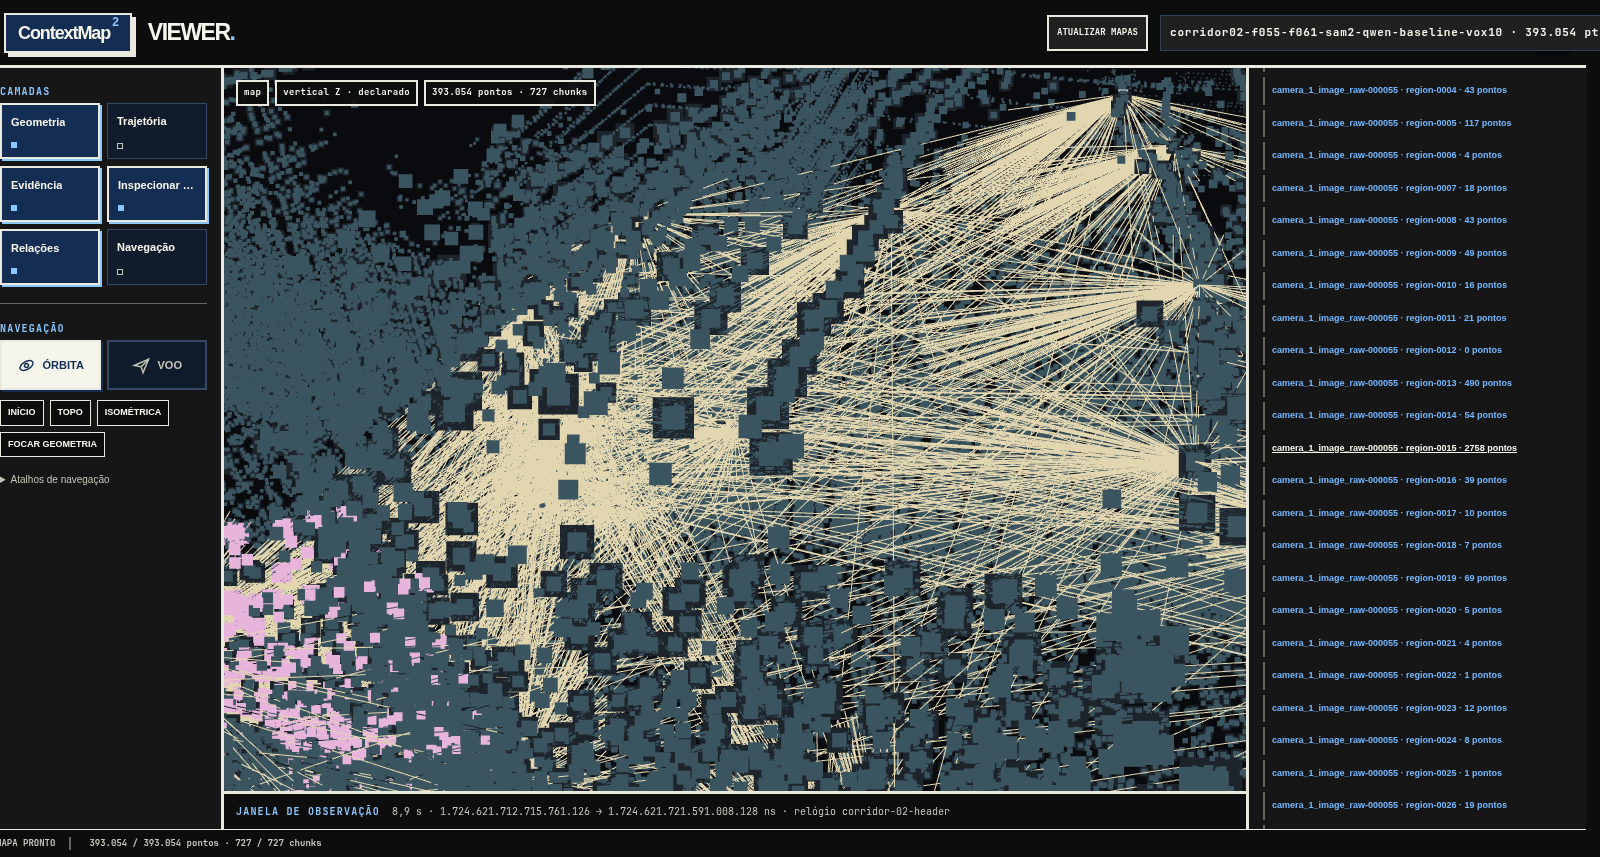 ContextMap 2 VIEWER.
ATUALIZAR MAPAS
corridor02-f055-f061-sam2-qwen-baseline-vox10 · 393.054 pt
CAMADAS
Geometria
Trajetória
Evidência
Inspecionar ...
Relações
Navegação
NAVEGAÇÃO
ÓRBITA
VOO
INÍCIO
TOPO
ISOMÉTRICA
FOCAR GEOMETRIA
Atalhos de navegação
map
vertical Z · declarado
393.054 pontos · 727 chunks
JANELA DE OBSERVAÇÃO 8,9 s · 1.724.621.712.715.761.126 → 1.724.621.721.591.008.128 ns · relógio corridor-02-header
camera_1_image_raw-000055 · region-0004 · 43 pontos
camera_1_image_raw-000055 · region-0005 · 117 pontos
camera_1_image_raw-000055 · region-0006 · 4 pontos
camera_1_image_raw-000055 · region-0007 · 18 pontos
camera_1_image_raw-000055 · region-0008 · 43 pontos
camera_1_image_raw-000055 · region-0009 · 49 pontos
camera_1_image_raw-000055 · region-0010 · 16 pontos
camera_1_image_raw-000055 · region-0011 · 21 pontos
camera_1_image_raw-000055 · region-0012 · 0 pontos
camera_1_image_raw-000055 · region-0013 · 490 pontos
camera_1_image_raw-000055 · region-0014 · 54 pontos
camera_1_image_raw-000055 · region-0015 · 2758 pontos
camera_1_image_raw-000055 · region-0016 · 39 pontos
camera_1_image_raw-000055 · region-0017 · 10 pontos
camera_1_image_raw-000055 · region-0018 · 7 pontos
camera_1_image_raw-000055 · region-0019 · 69 pontos
camera_1_image_raw-000055 · region-0020 · 5 pontos
camera_1_image_raw-000055 · region-0021 · 4 pontos
camera_1_image_raw-000055 · region-0022 · 1 pontos
camera_1_image_raw-000055 · region-0023 · 12 pontos
camera_1_image_raw-000055 · region-0024 · 8 pontos
camera_1_image_raw-000055 · region-0025 · 1 pontos
camera_1_image_raw-000055 · region-0026 · 19 pontos
APA PRONTO | 393.054 / 393.054 pontos · 727 / 727 chunks